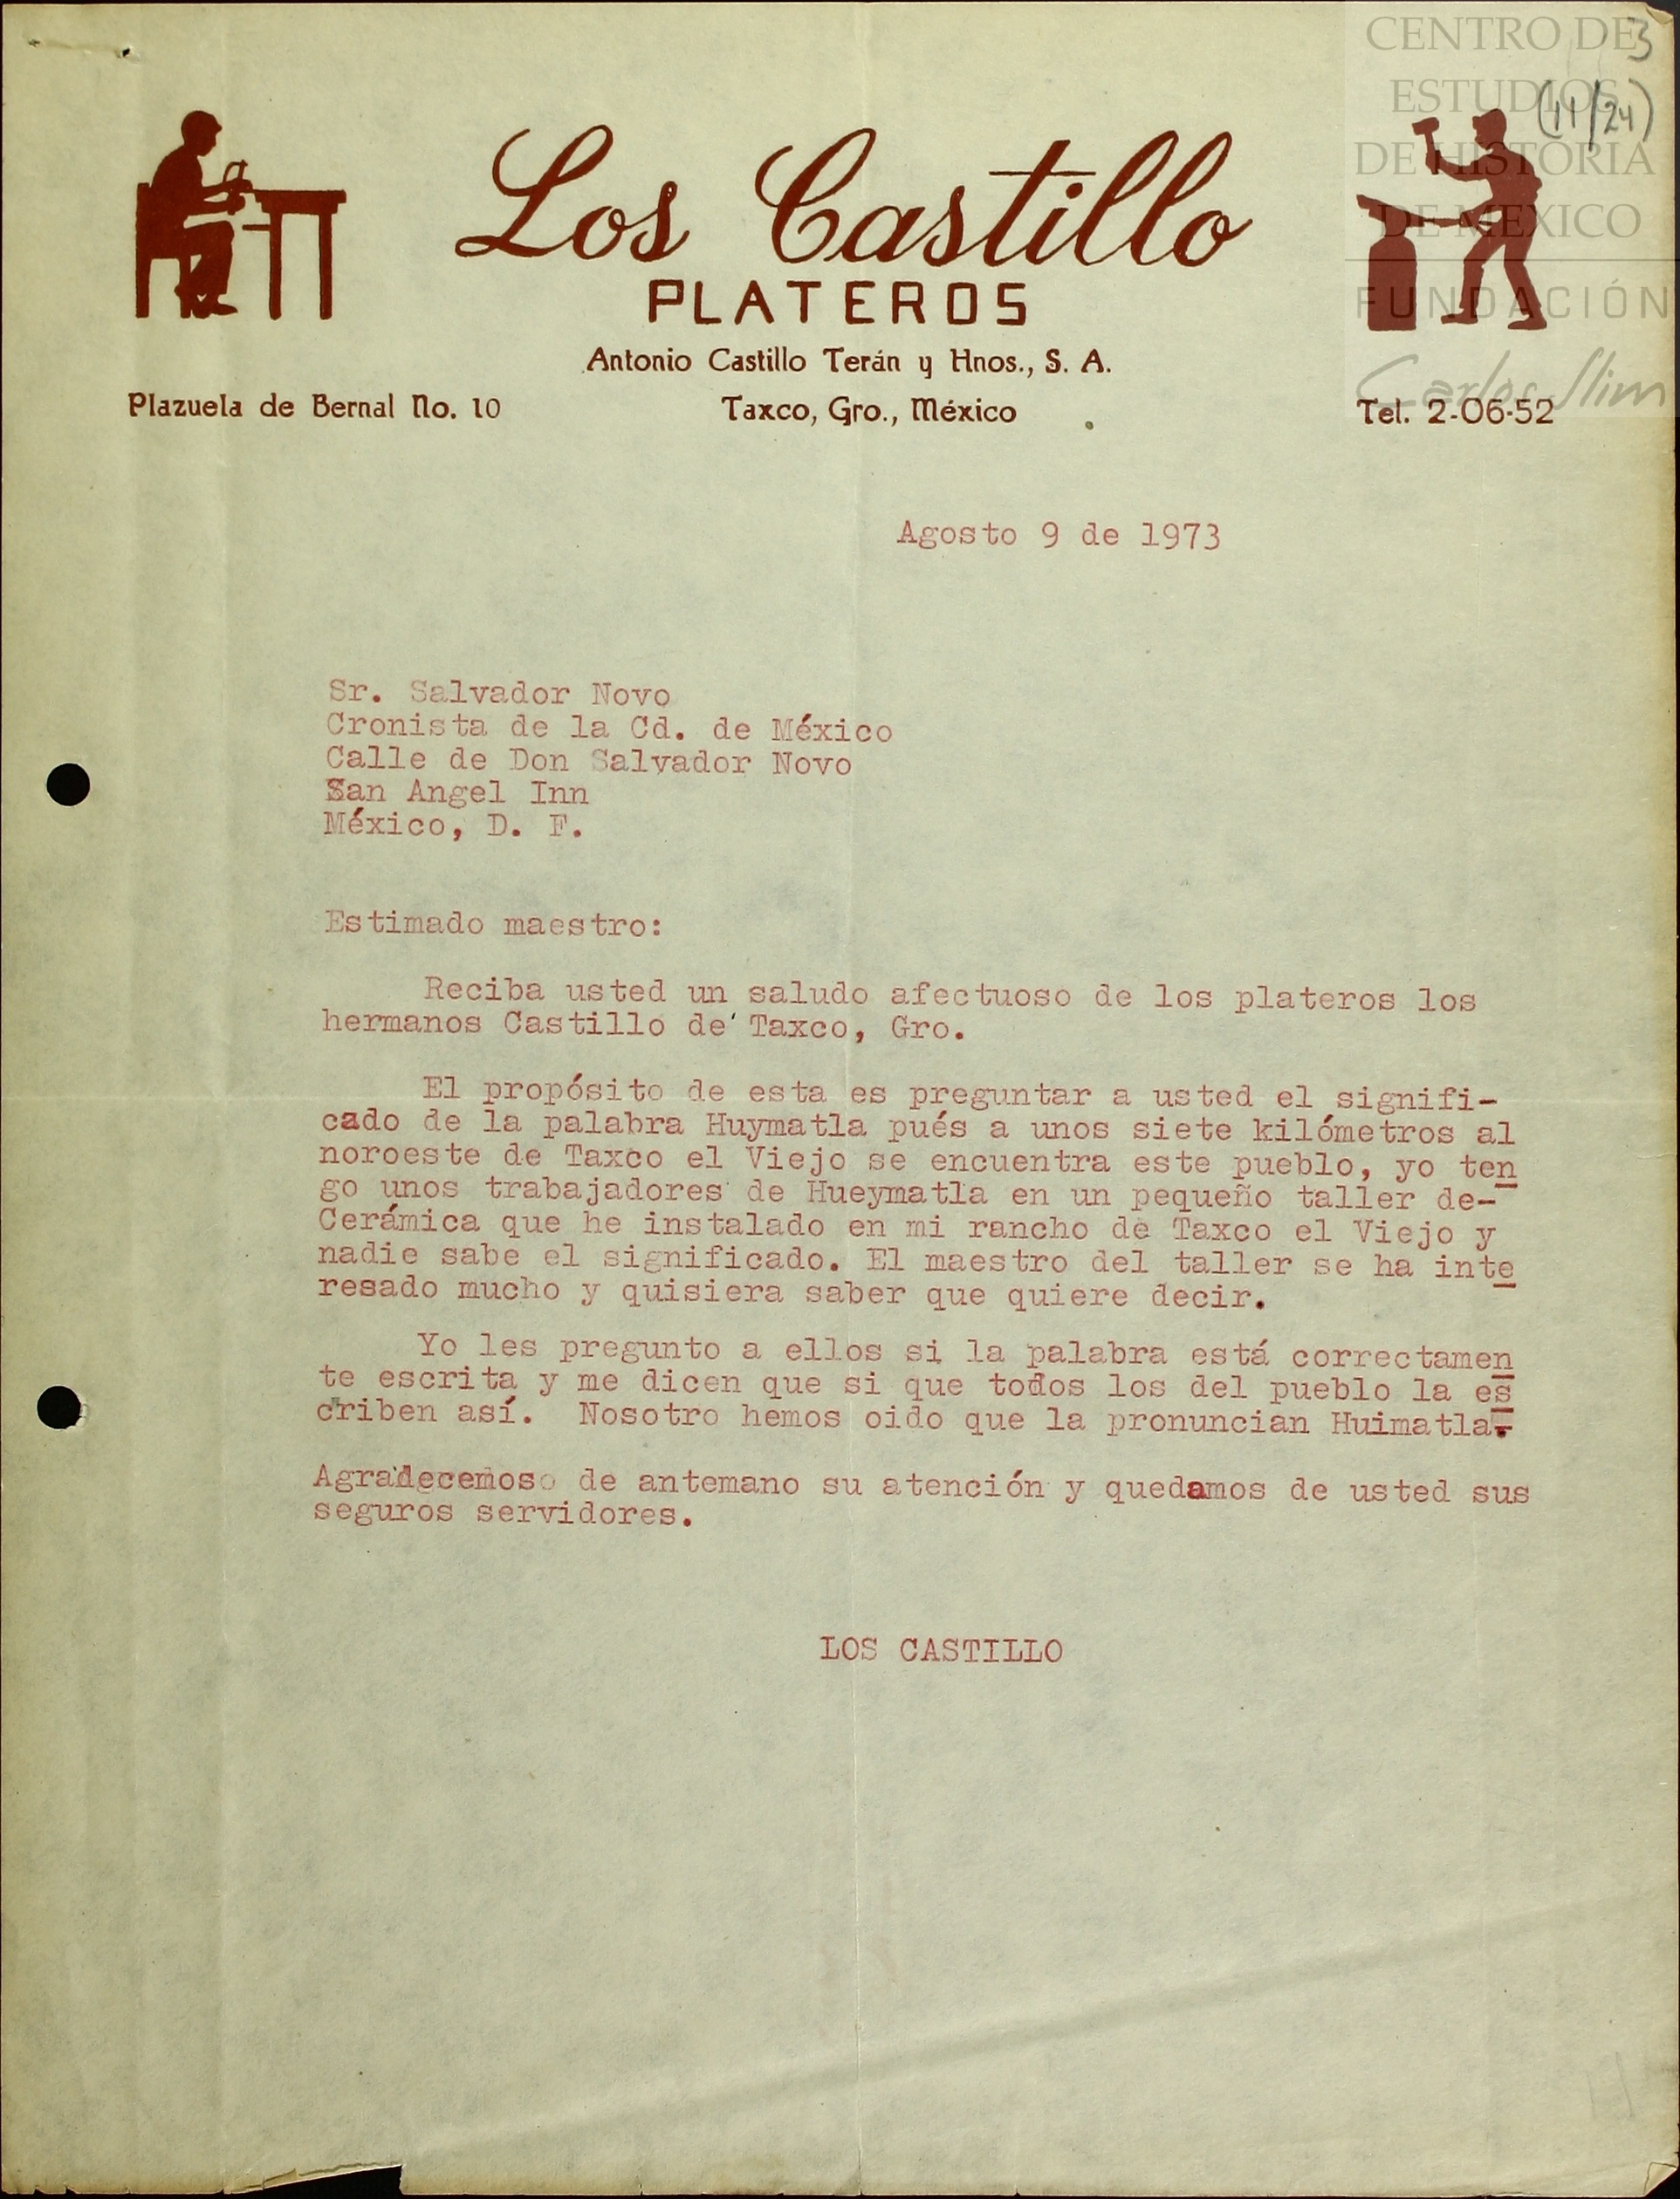 CENTRO DE
ESTUDIOS
DE HISTORIA
DE MÉXICO
FUNDACIÓN
Carlos Slim
3
(11/24)
Los Castillo
PLATEROS
Antonio Castillo Terán y Hnos., S. A.
Plazuela de Bernal No. 10 Taxco, Gro., México Tel. 2-06-52
Agosto 9 de 1973
Sr. Salvador Novo
Cronista de la Cd. de México
Calle de Don Salvador Novo
San Angel Inn
México, D. F.
Estimado maestro:
Reciba usted un saludo afectuoso de los plateros los
hermanos Castillo de Taxco, Gro.
El propósito de esta es preguntar a usted el signifi-
cado de la palabra Huymatla pués a unos siete kilómetros al
noroeste de Taxco el Viejo se encuentra este pueblo, yo ten
go unos trabajadores de Hueymatla en un pequeño taller de-
Cerámica que he instalado en mi rancho de Taxco el Viejo y
nadie sabe el significado. El maestro del taller se ha inte
resado mucho y quisiera saber que quiere decir.
Yo les pregunto a ellos si la palabra está correctamen
te escrita y me dicen que si que todos los del pueblo la es
criben así. Nosotro hemos oido que la pronuncian Huimatla.
Agradecemoso de antemano su atención y quedamos de usted sus
seguros servidores.
LOS CASTILLO